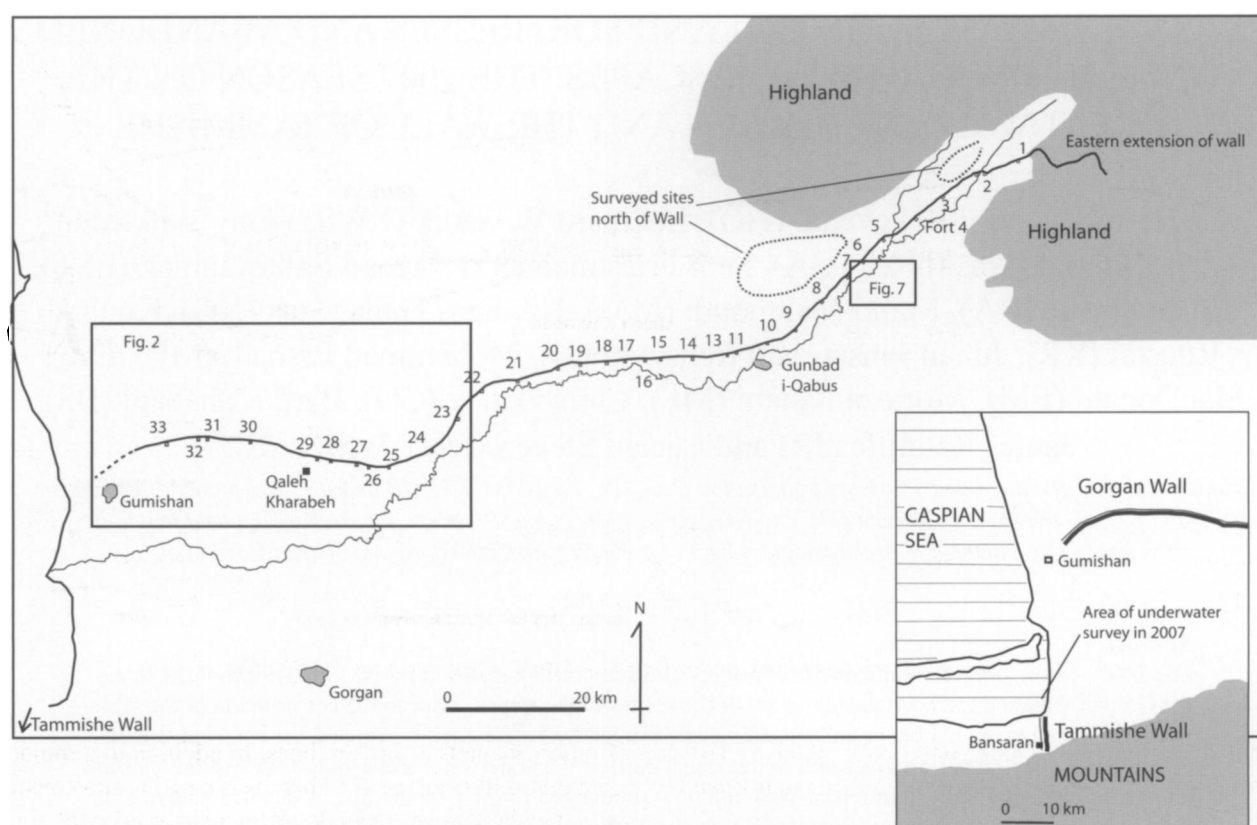 Highland
Eastern extension of wall
1
2
Surveyed sites
north of Wall
3
Fort 4
Highland
5
6
7
Fig. 7
8
9
10
Gunbad
i-Qabus
11
13
14
15
16
17
18
19
20
21
22
23
24
25
26
27
28
29
30
31
32
33
Fig. 2
Qaleh
Kharabeh
Gumishan
Gorgan
Tammishe Wall
N
0 20 km
CASPIAN
SEA
Gorgan Wall
Gumishan
Area of underwater
survey in 2007
Bansaran
Tammishe Wall
MOUNTAINS
0 10 km